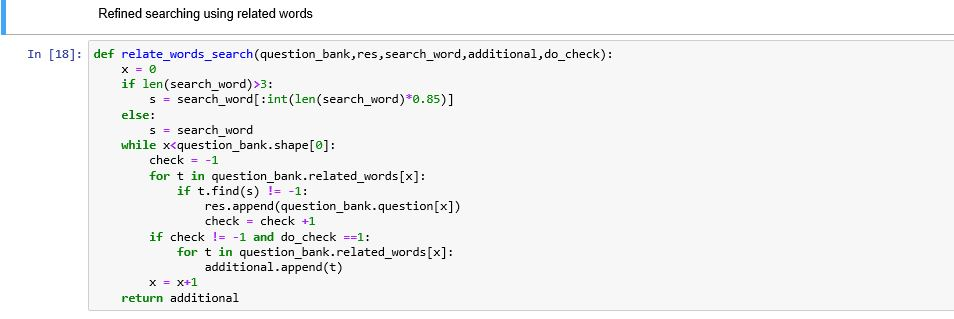 Refined searching using related words
In [18]: def relate_words_search(question_bank,res,search_word,additional,do_check):
    x = 0
    if len(search_word)>3:
        s = search_word[:int(len(search_word)*0.85)]
    else:
        s = search_word
    while x<question_bank.shape[0]:
        check = -1
        for t in question_bank.related_words[x]:
            if t.find(s) != -1:
                res.append(question_bank.question[x])
                check = check +1
        if check != -1 and do_check ==1:
            for t in question_bank.related_words[x]:
                additional.append(t)
        x = x+1
    return additional